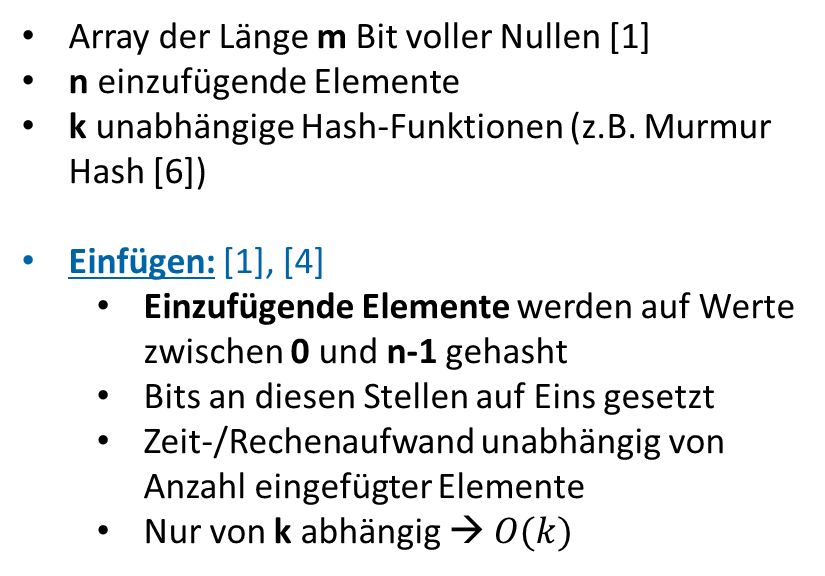 • Array der Länge m Bit voller Nullen [1]
• n einzufügende Elemente
• k unabhängige Hash-Funktionen (z.B. Murmur
Hash [6])
• Einfügen: [1], [4]
• Einzufügende Elemente werden auf Werte
zwischen 0 und n-1 gehasht
• Bits an diesen Stellen auf Eins gesetzt
• Zeit-/Rechenaufwand unabhängig von
Anzahl eingefügter Elemente
• Nur von k abhängig → O(k)